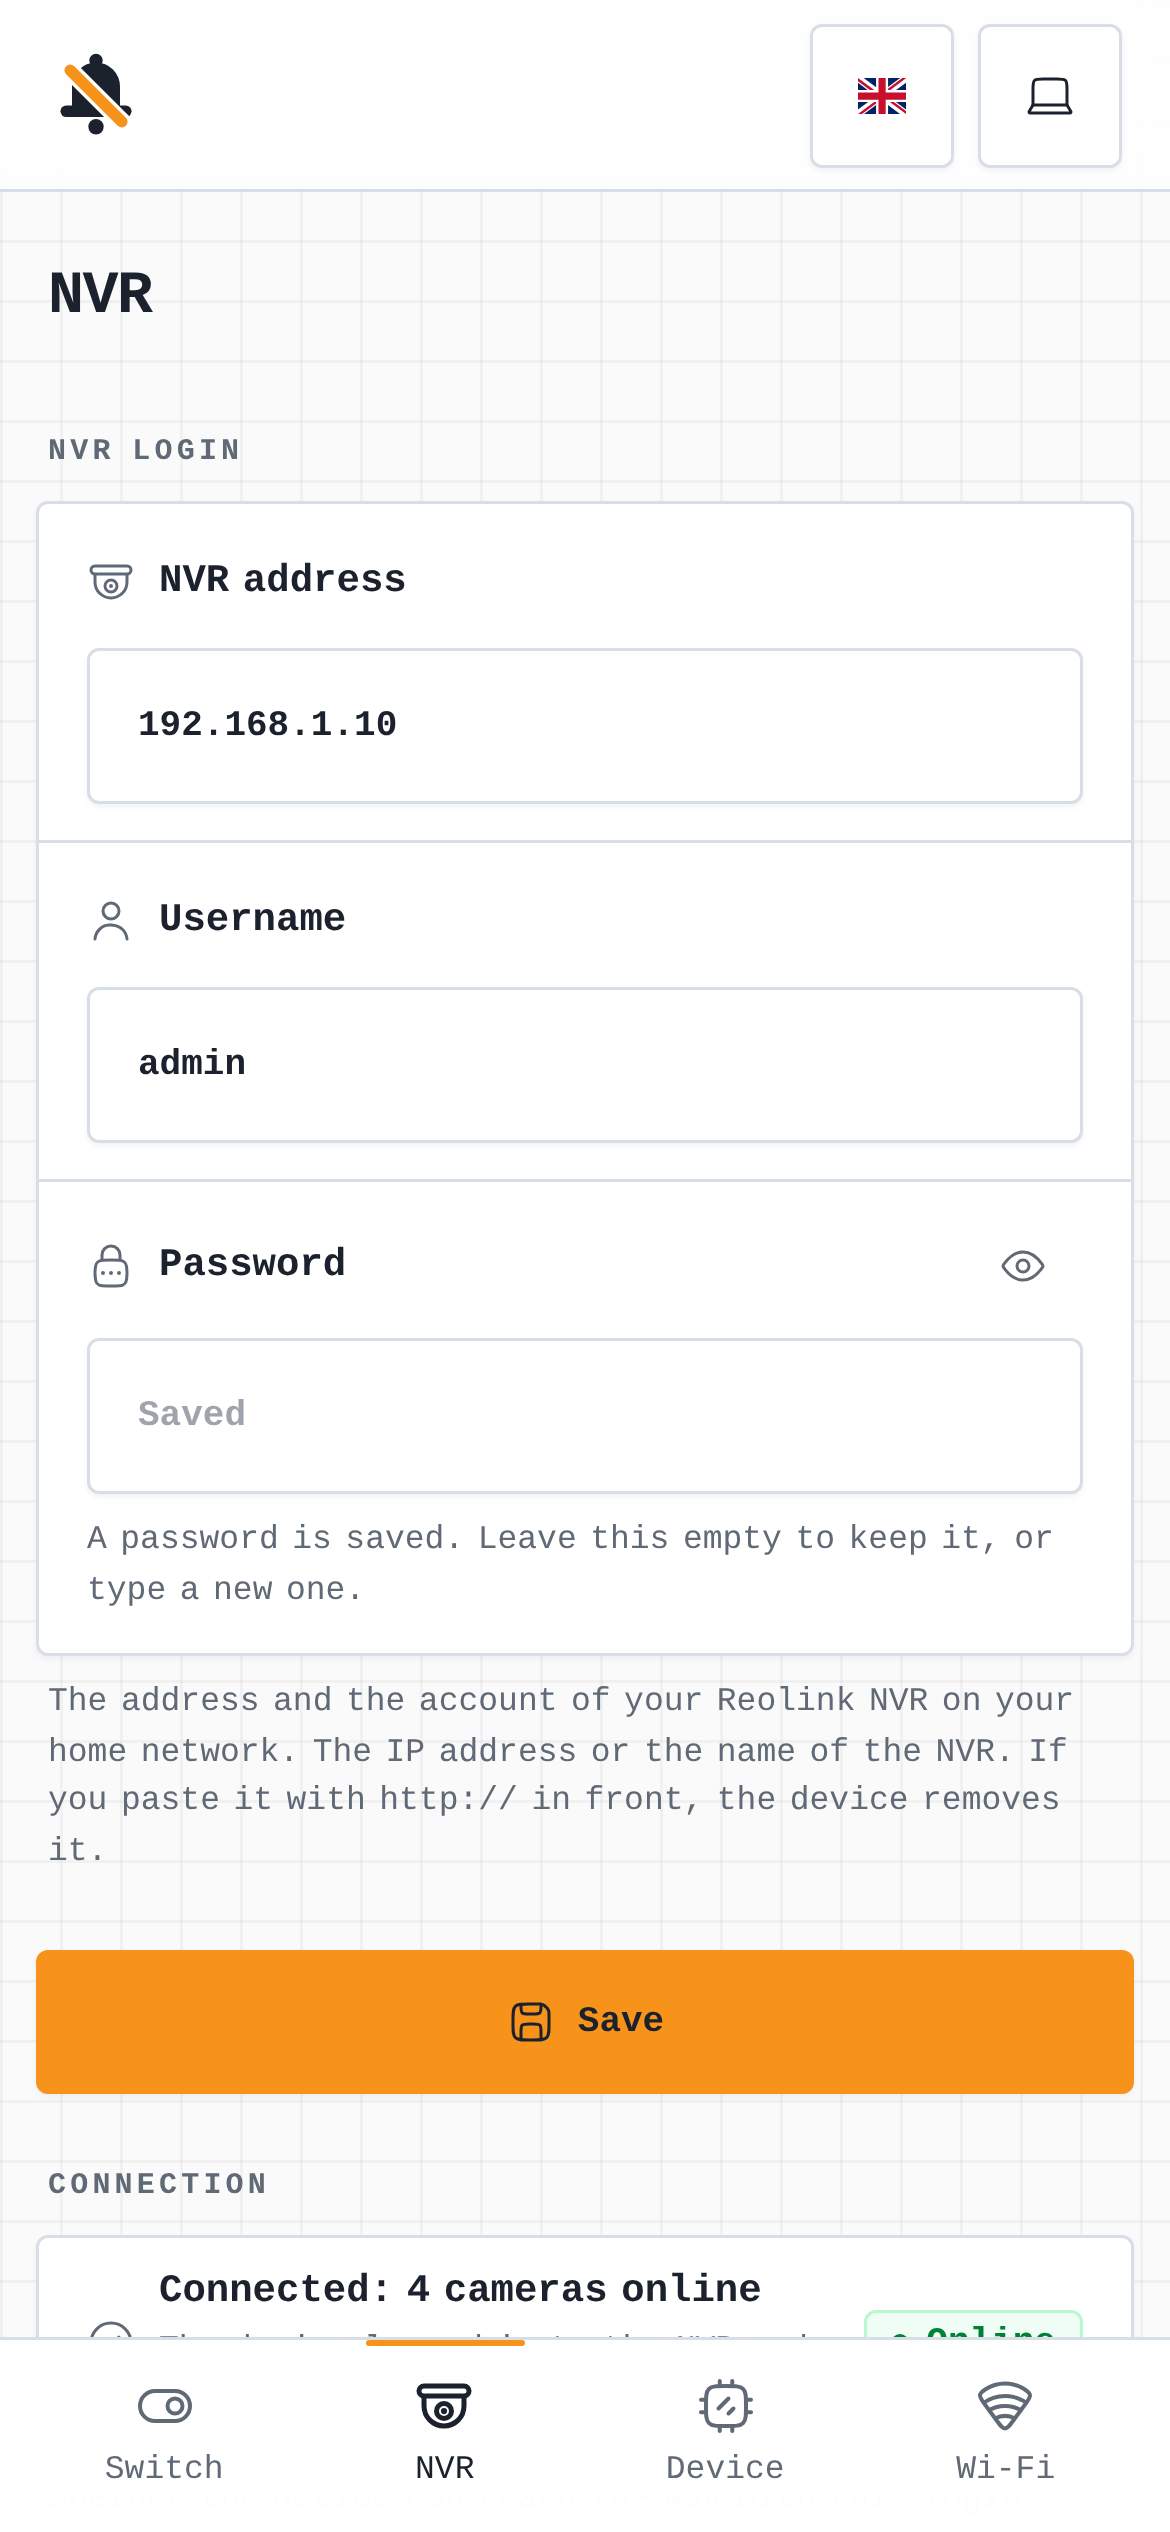 NVR
NVR LOGIN
NVR address
192.168.1.10
Username
admin
Password
Saved
A password is saved. Leave this empty to keep it, or
type a new one.
The address and the account of your Reolink NVR on your
home network. The IP address or the name of the NVR. If
you paste it with http:// in front, the device removes
it.
Save
CONNECTION
Connected: 4 cameras online
Online
Switch
NVR
Device
Wi-Fi